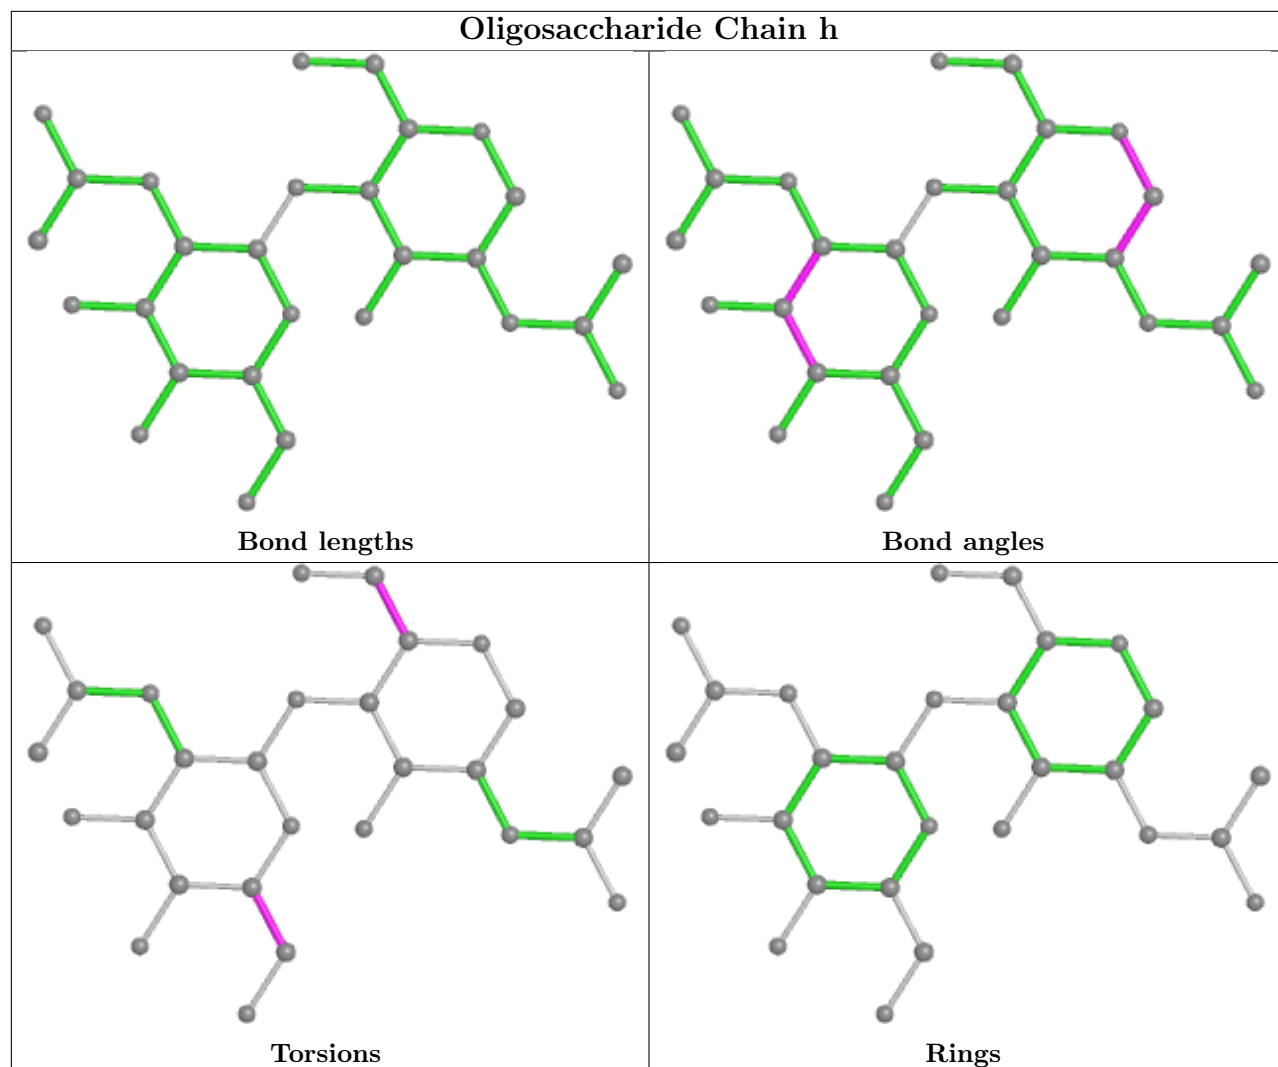 Oligosaccharide Chain h
Bond lengths
Bond angles
Torsions
Rings